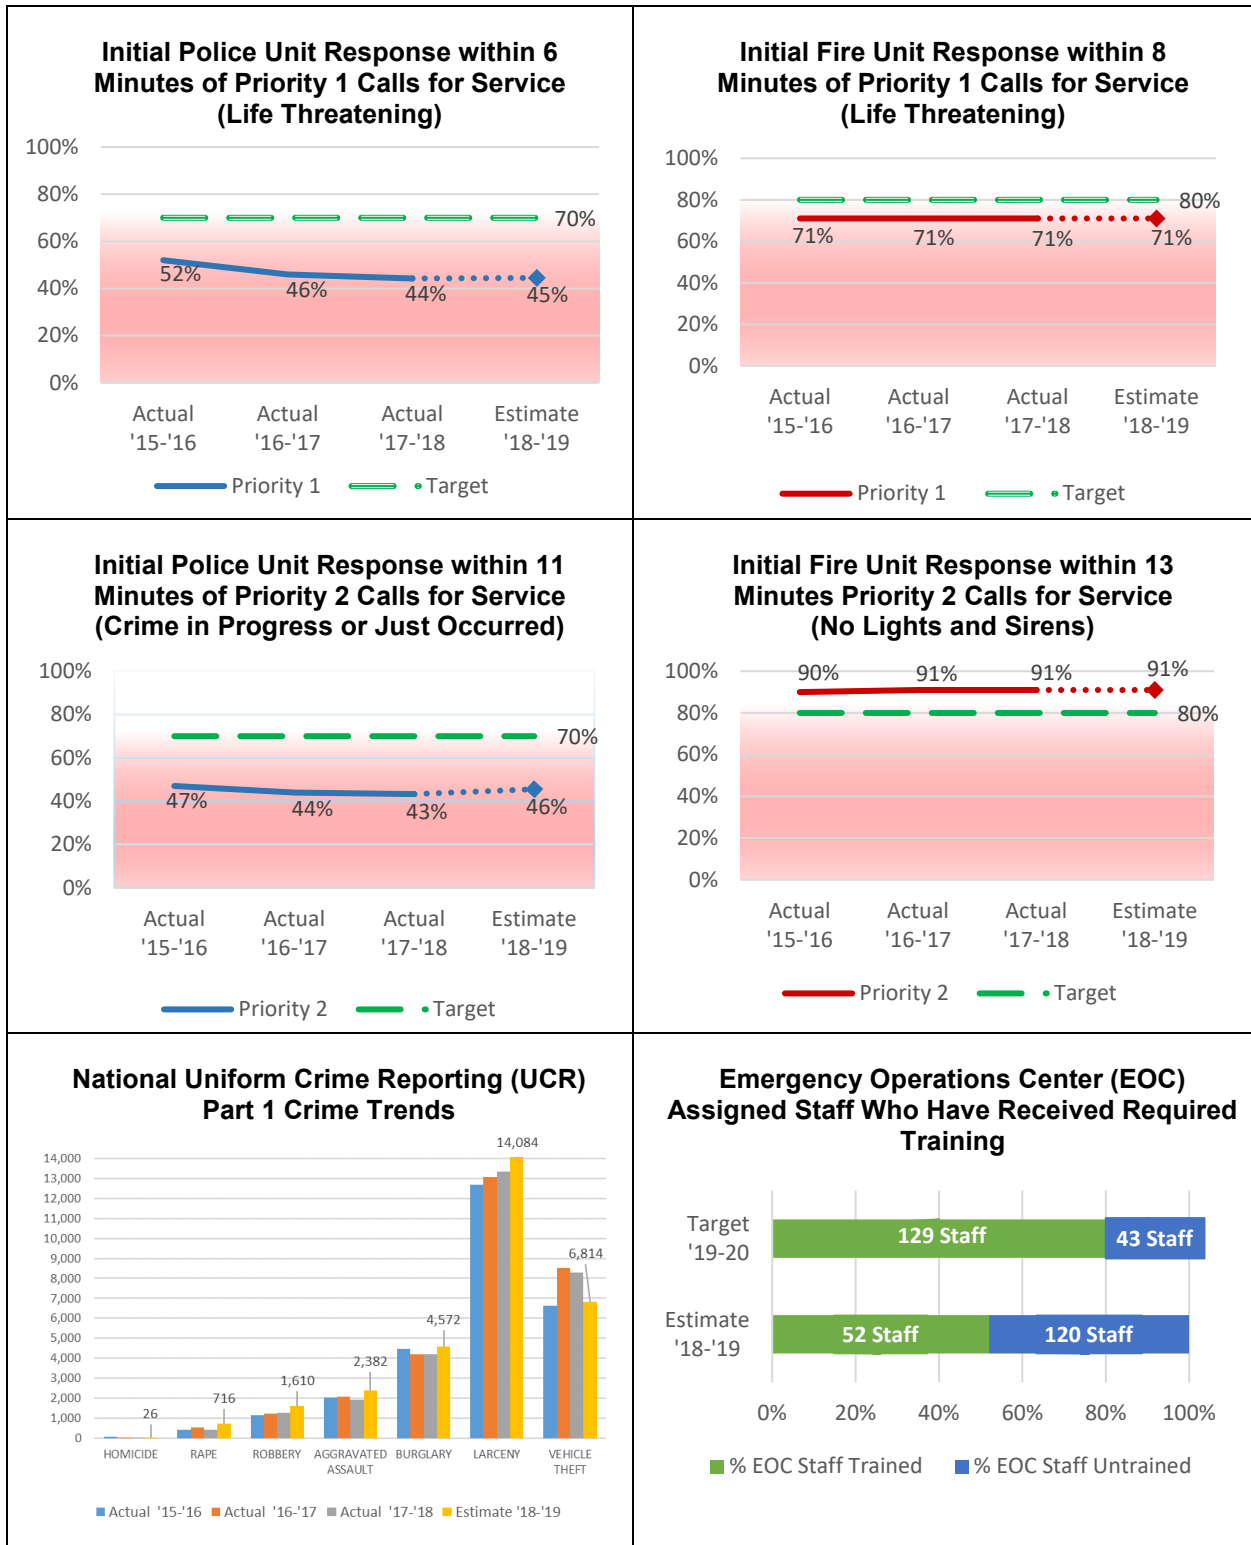 Initial Police Unit Response within 6
Minutes of Priority 1 Calls for Service
(Life Threatening)
100%
80%
60%
40%
20%
0%
70%
52%
46%
44%
45%
Actual
'15-'16
Actual
'16-'17
Actual
'17-'18
Estimate
'18-'19
Priority 1
Target
Initial Fire Unit Response within 8
Minutes of Priority 1 Calls for Service
(Life Threatening)
100%
80%
60%
40%
20%
0%
80%
71%
71%
71%
71%
Actual
'15-'16
Actual
'16-'17
Actual
'17-'18
Estimate
'18-'19
Priority 1
Target
Initial Police Unit Response within 11
Minutes of Priority 2 Calls for Service
(Crime in Progress or Just Occurred)
100%
80%
60%
40%
20%
0%
70%
47%
44%
43%
46%
Actual
'15-'16
Actual
'16-'17
Actual
'17-'18
Estimate
'18-'19
Priority 2
Target
Initial Fire Unit Response within 13
Minutes Priority 2 Calls for Service
(No Lights and Sirens)
100%
80%
60%
40%
20%
0%
90%
91%
91%
91%
80%
Actual
'15-'16
Actual
'16-'17
Actual
'17-'18
Estimate
'18-'19
Priority 2
Target
National Uniform Crime Reporting (UCR)
Part 1 Crime Trends
14,000
13,000
12,000
11,000
10,000
9,000
8,000
7,000
6,000
5,000
4,000
3,000
2,000
1,000
0
26
716
1,610
2,382
4,572
14,084
6,814
HOMICIDE
RAPE
ROBBERY
AGGRAVATED
ASSAULT
BURGLARY
LARCENY
VEHICLE
THEFT
Actual '15-'16
Actual '16-'17
Actual '17-'18
Estimate '18-'19
Emergency Operations Center (EOC)
Assigned Staff Who Have Received Required
Training
Target
'19-20
129 Staff
43 Staff
Estimate
'18-'19
52 Staff
120 Staff
0%
20%
40%
60%
80%
100%
% EOC Staff Trained
% EOC Staff Untrained